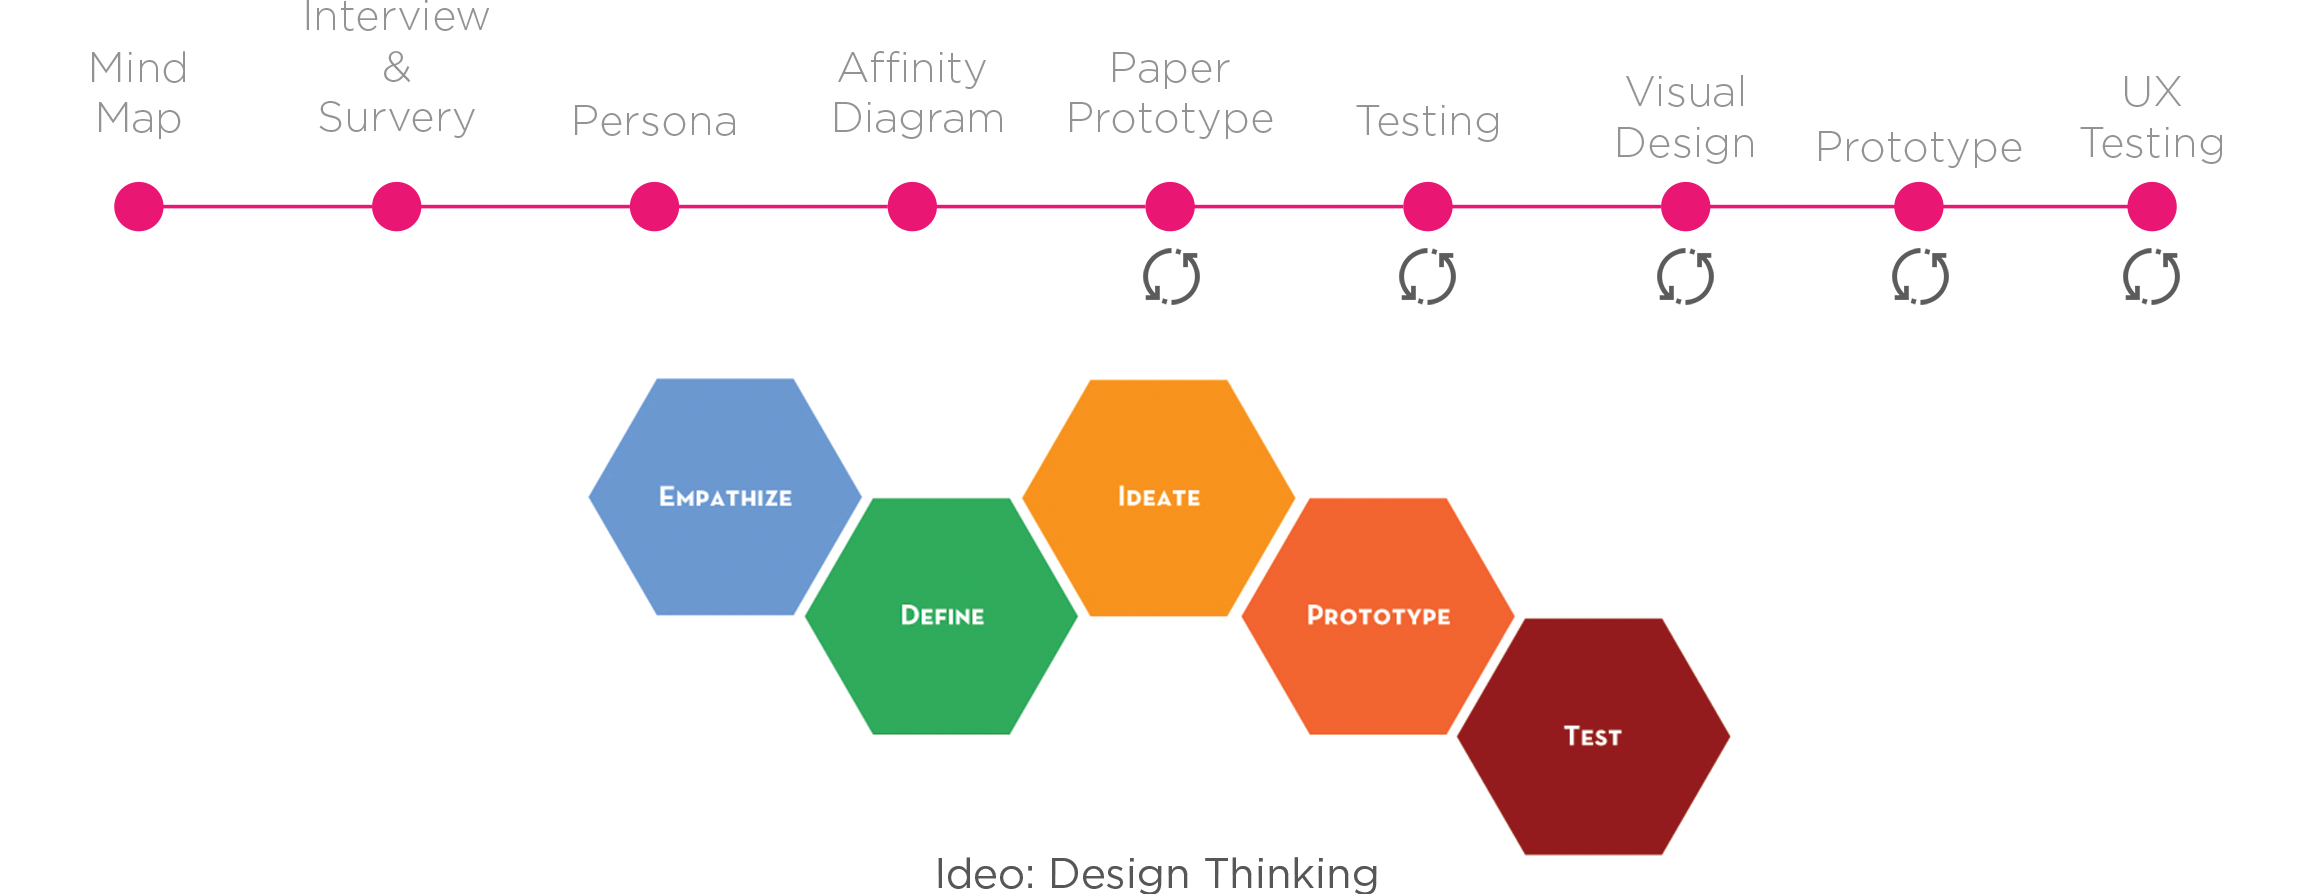 Mind
Map
Interview
&
Survery
Persona
Affinity
Diagram
Paper
Prototype
Testing
Visual
Design
Prototype
UX
Testing
Empathize
Define
Ideate
Prototype
Test
Ideo: Design Thinking